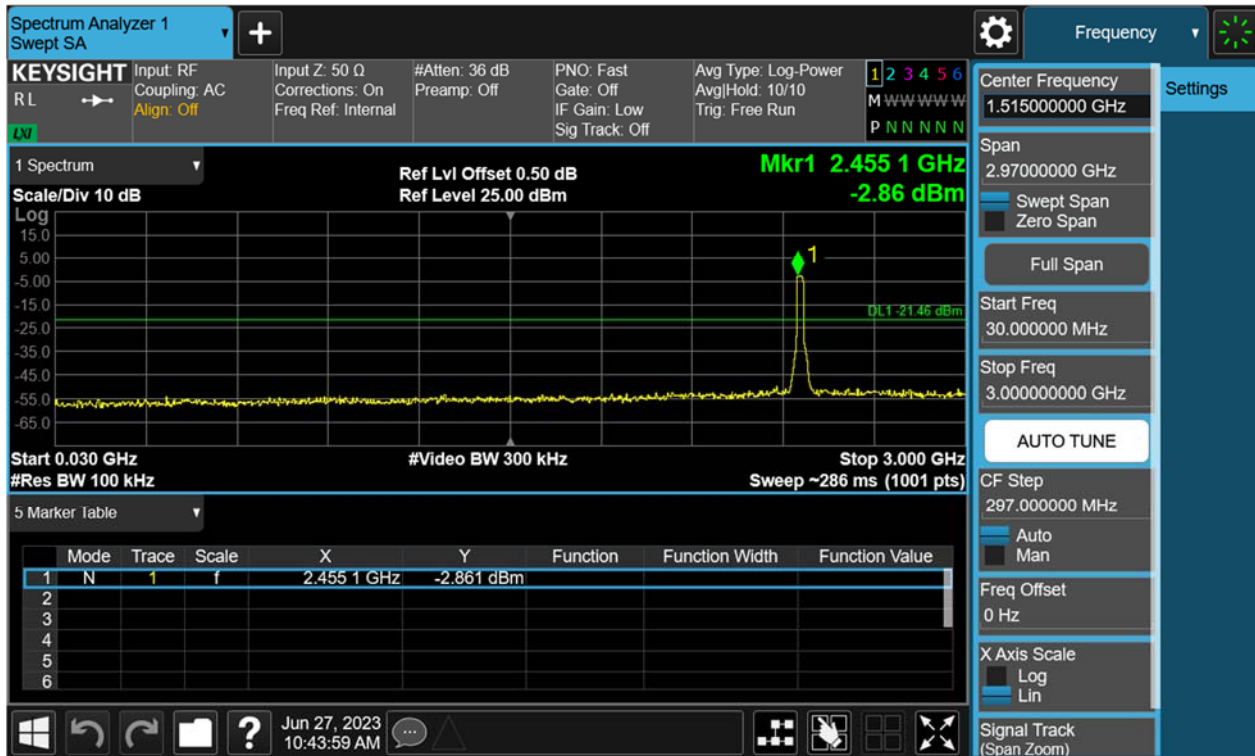 Spectrum Analyzer 1
Swept SA
+
Frequency
KEYSIGHT
RL
LXI
Input: RF
Coupling: AC
Align: Off
Input Z: 50 Ω
Corrections: On
Freq Ref: Internal
#Atten: 36 dB
Preamp: Off
PNO: Fast
Gate: Off
IF Gain: Low
Sig Track: Off
Avg Type: Log-Power
Avg|Hold: 10/10
Trig: Free Run
1 2 3 4 5 6
M W W W W W
P N N N N N
1 Spectrum
Scale/Div 10 dB
Ref Lvl Offset 0.50 dB
Ref Level 25.00 dBm
Mkr1 2.455 1 GHz
-2.86 dBm
Log
15.0
5.00
-5.00
-15.0
-25.0
-35.0
-45.0
-55.0
-65.0
1
DL1 -21.46 dBm
Start 0.030 GHz
#Video BW 300 kHz
Stop 3.000 GHz
#Res BW 100 kHz
Sweep ~286 ms (1001 pts)
5 Marker Table
Mode Trace Scale X Y Function Function Width Function Value
1 N 1 f 2.455 1 GHz -2.861 dBm
2
3
4
5
6
?
Jun 27, 2023
10:43:59 AM
Center Frequency
1.515000000 GHz
Settings
Span
2.97000000 GHz
Swept Span
Zero Span
Full Span
Start Freq
30.000000 MHz
Stop Freq
3.000000000 GHz
AUTO TUNE
CF Step
297.000000 MHz
Auto
Man
Freq Offset
0 Hz
X Axis Scale
Log
Lin
Signal Track
(Span Zoom)